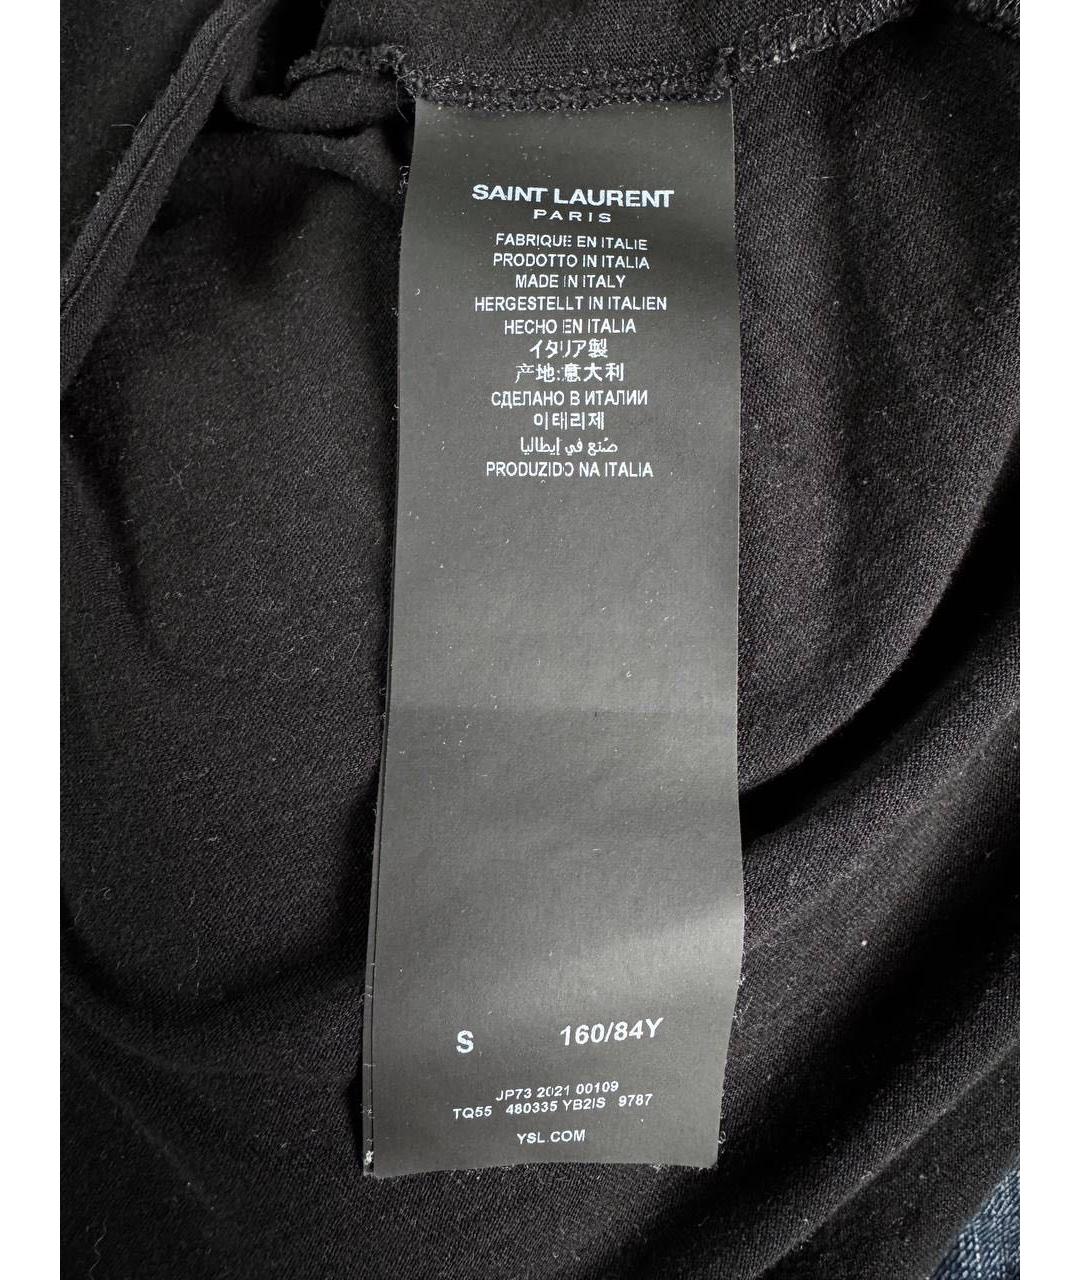 SAINT LAURENT
PARIS
FABRIQUE EN ITALIE
PRODOTTO IN ITALIA
MADE IN ITALY
HERGESTELLT IN ITALIEN
HECHO EN ITALIA
イタリア製
产地:意大利
СДЕЛАНО В ИТАЛИИ
이태리제
صُنع في إيطاليا
PRODUZIDO NA ITALIA
S 160/84Y
JP73 2021 00109
TQ55 480335 YB2IS 9787
YSL.COM